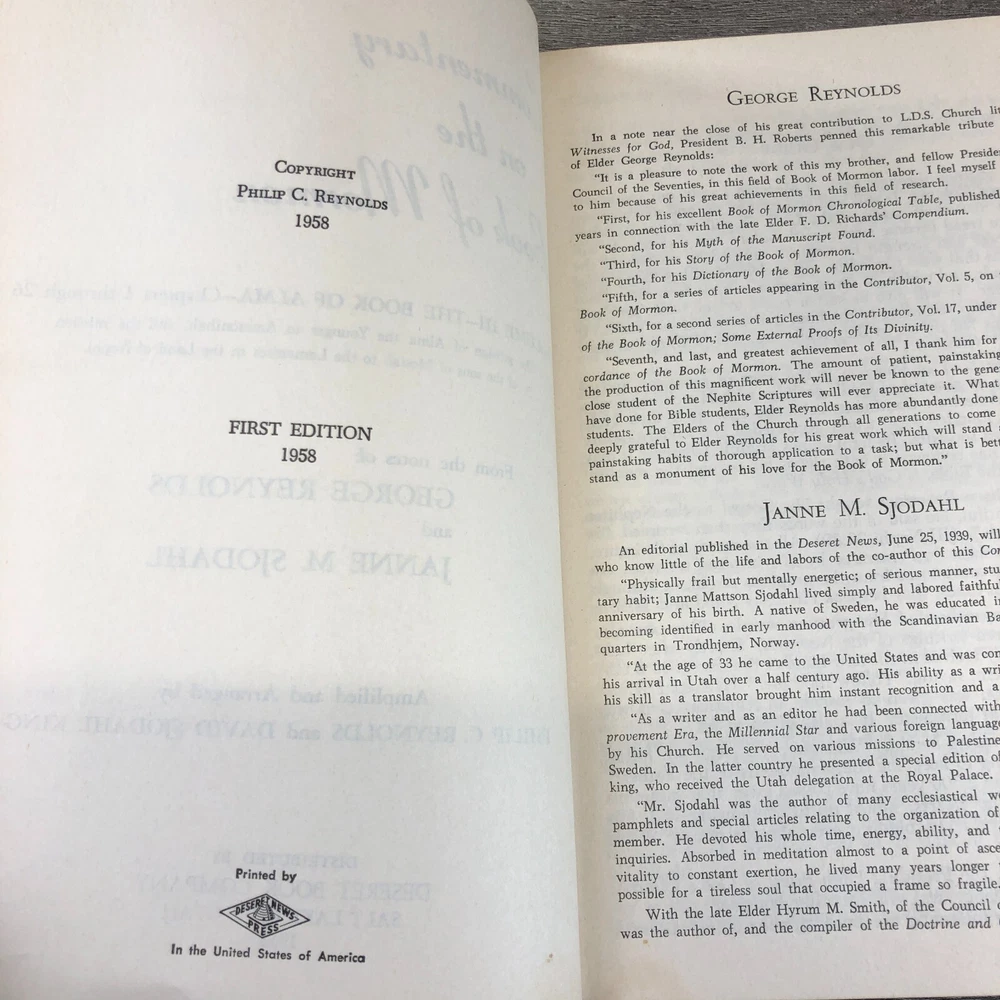 COPYRIGHT
PHILIP C. REYNOLDS
1958
FIRST EDITION
1958
Printed by
DESERET NEWS
PRESS
In the United States of America
GEORGE REYNOLDS
In a note near the close of his great contribution to L.D.S. Church
Witnesses for God, President B. H. Roberts penned this remarkable tribute
of Elder George Reynolds:
"It is a pleasure to note the work of this my brother, and fellow
Council of the Seventies, in this field of Book of Mormon labor. I feel myself
to him because of his great achievements in this field of research.
"First, for his excellent Book of Mormon Chronological Table, published
years in connection with the late Elder F. D. Richards' Compendium.
"Second, for his Myth of the Manuscript Found.
"Third, for his Story of the Book of Mormon.
"Fourth, for his Dictionary of the Book of Mormon.
"Fifth, for a series of articles appearing in the Contributor, Vol. 5, on
Book of Mormon.
"Sixth, for a second series of articles in the Contributor, Vol. 17, under
of the Book of Mormon; Some External Proofs of Its Divinity.
"Seventh, and last, and greatest achievement of all, I thank him for
cordance of the Book of Mormon. The amount of patient, painstaking
the production of this magnificent work will never be known to the
close student of the Nephite Scriptures will ever appreciate it. What
have done for Bible students, Elder Reynolds has more abundantly done
students. The Elders of the Church through all generations to come
deeply grateful to Elder Reynolds for his great work which will stand
painstaking habits of thorough application to a task; but what is
stand as a monument of his love for the Book of Mormon."
JANNE M. SJODAHL
An editorial published in the Deseret News, June 25, 1939, will
who know little of the life and labors of the co-author of this
"Physically frail but mentally energetic; of serious manner,
tary habit; Janne Mattson Sjodahl lived simply and labored
anniversary of his birth. A native of Sweden, he was educated
becoming identified in early manhood with the Scandinavian
quarters in Trondhjem, Norway.
"At the age of 33 he came to the United States and was
his arrival in Utah over a half century ago. His ability as a
his skill as a translator brought him instant recognition and
"As a writer and as an editor he had been connected with
provement Era, the Millennial Star and various foreign
by his Church. He served on various missions to Palestine
Sweden. In the latter country he presented a special edition of
king, who received the Utah delegation at the Royal Palace.
"Mr. Sjodahl was the author of many ecclesiastical
pamphlets and special articles relating to the organization of
member. He devoted his whole time, energy, ability, and
inquiries. Absorbed in meditation almost to a point of
vitality to constant exertion, he lived many years longer
possible for a tireless soul that occupied a frame so fragile.
With the late Elder Hyrum M. Smith, of the Council
was the author of, and the compiler of the Doctrine and